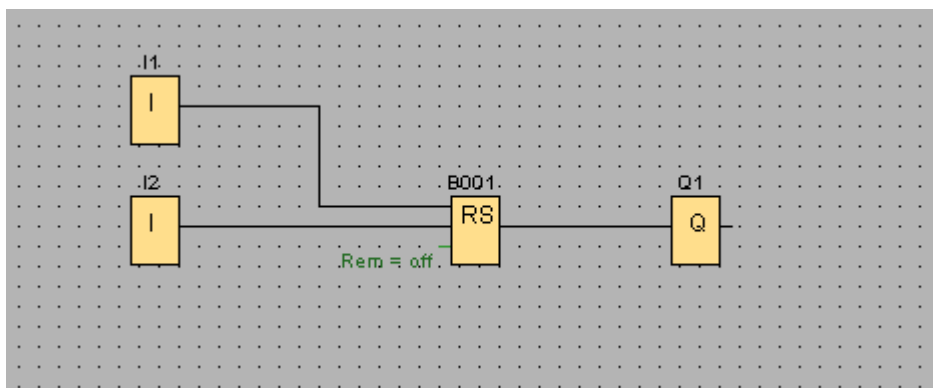 I1
I
I2
I
B001
RS
Rem = off
Q1
Q